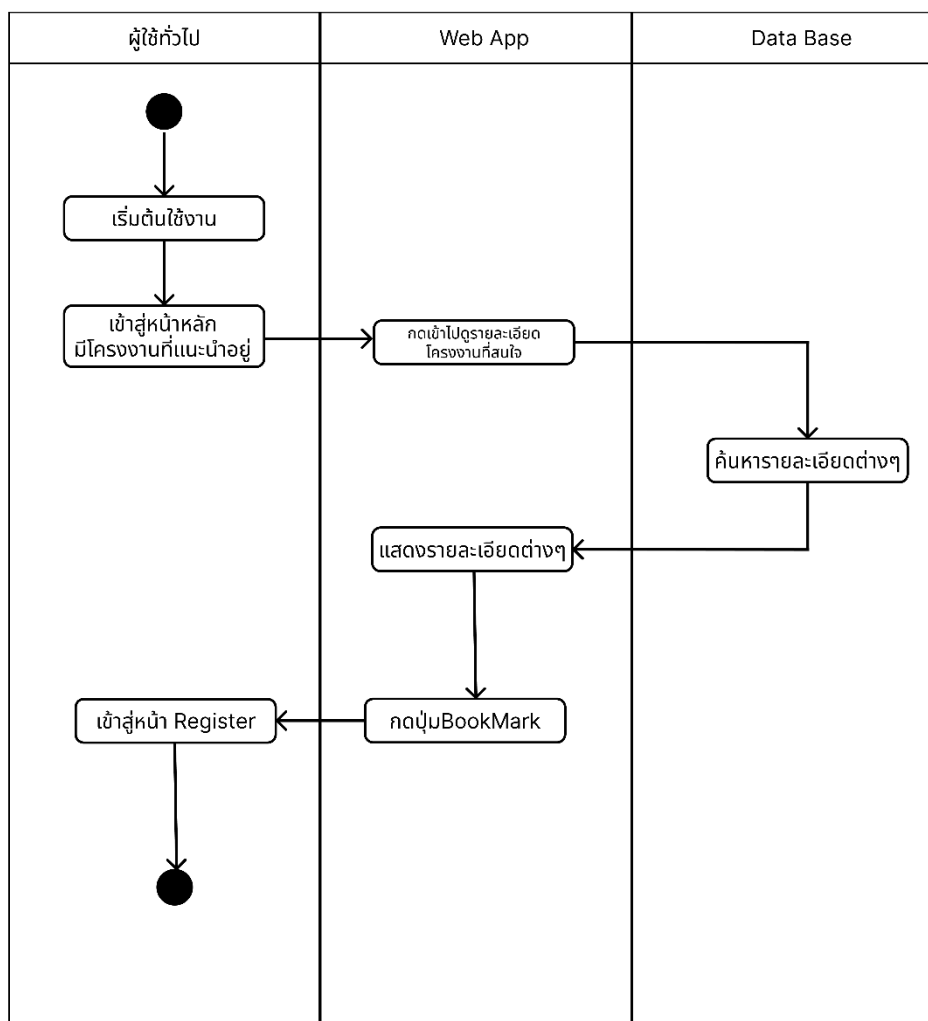 ผู้ใช้ทั่วไป
Web App
Data Base
เริ่มต้นใช้งาน
เข้าสู่หน้าหลัก
มีโครงงานที่แนะนำอยู่
กดเข้าไปดูรายละเอียด
โครงงานที่สนใจ
ค้นหารายละเอียดต่างๆ
แสดงรายละเอียดต่างๆ
กดปุ่มBookMark
เข้าสู่หน้า Register